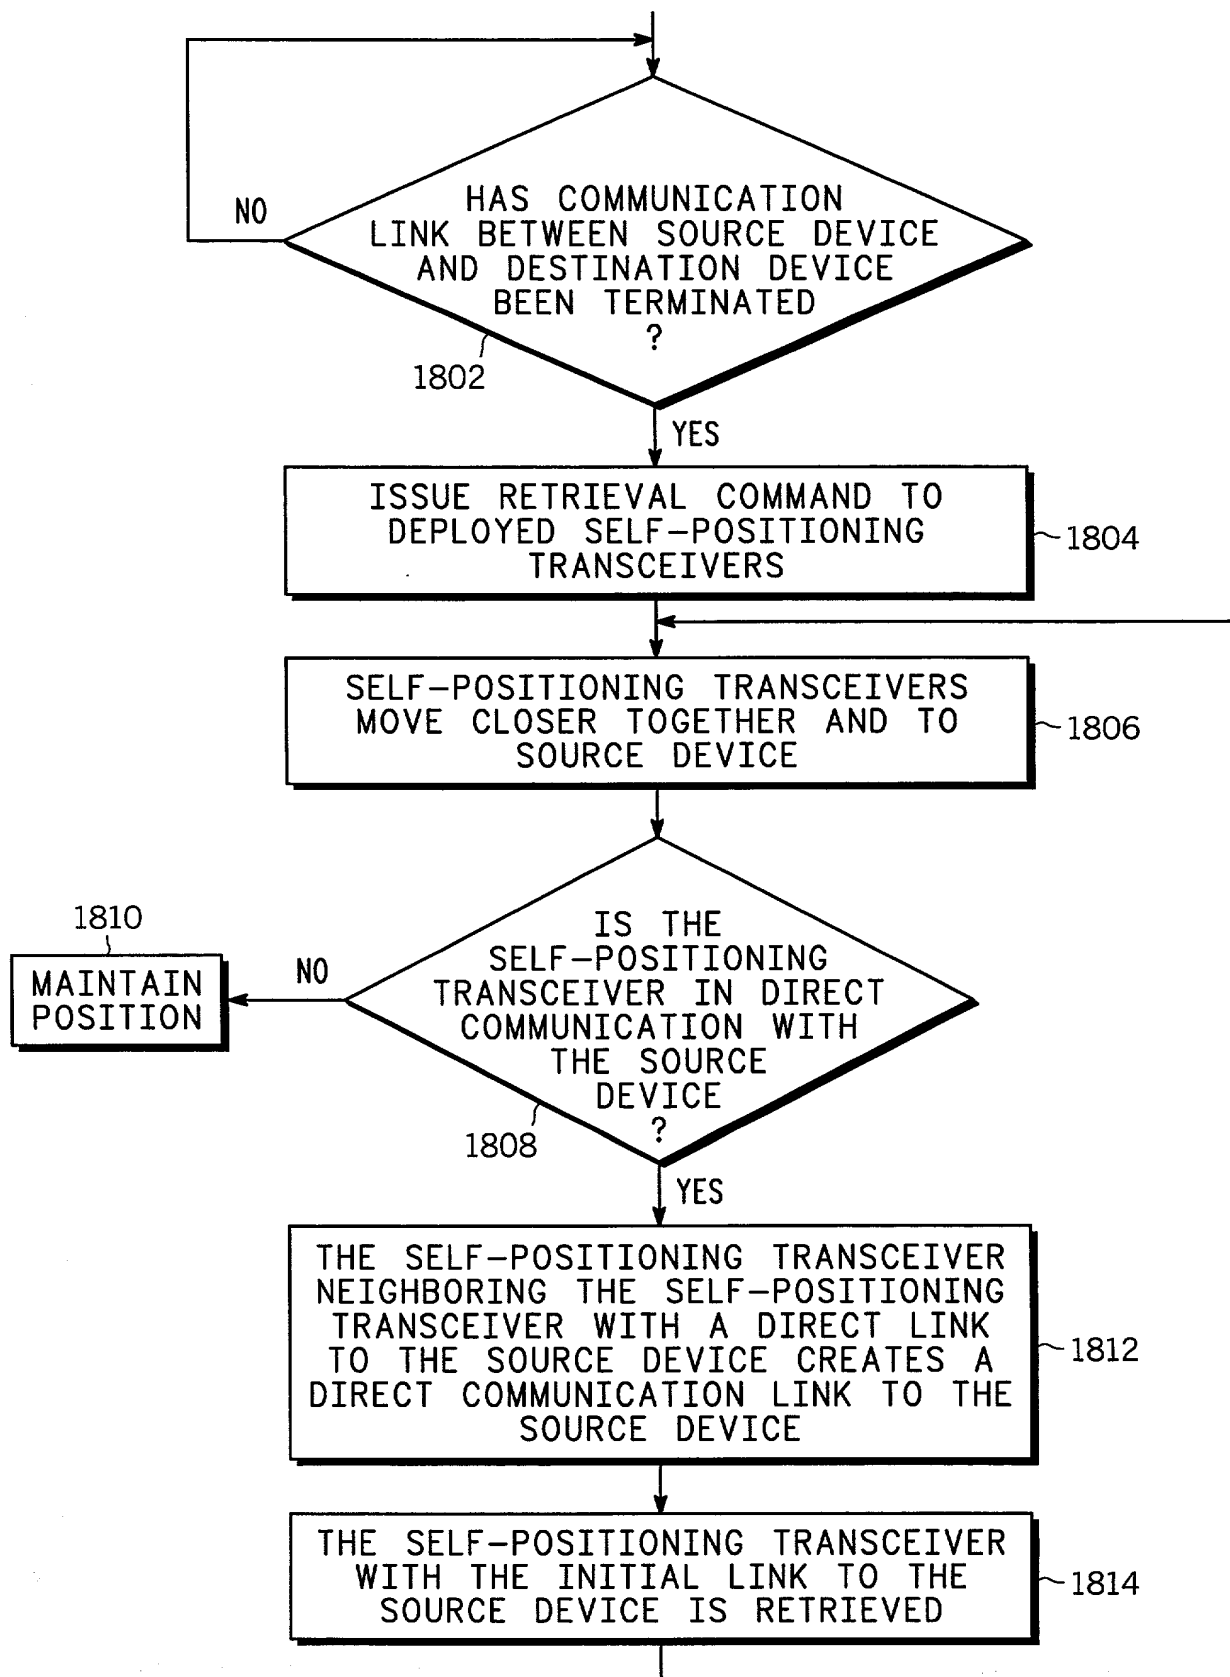 HAS COMMUNICATION
LINK BETWEEN SOURCE DEVICE
AND DESTINATION DEVICE
BEEN TERMINATED
?
NO
1802
YES
ISSUE RETRIEVAL COMMAND TO
DEPLOYED SELF-POSITIONING
TRANSCEIVERS
1804
SELF-POSITIONING TRANSCEIVERS
MOVE CLOSER TOGETHER AND TO
SOURCE DEVICE
1806
IS THE
SELF-POSITIONING
TRANSCEIVER IN DIRECT
COMMUNICATION WITH
THE SOURCE
DEVICE
?
1808
NO
1810
MAINTAIN
POSITION
YES
THE SELF-POSITIONING TRANSCEIVER
NEIGHBORING THE SELF-POSITIONING
TRANSCEIVER WITH A DIRECT LINK
TO THE SOURCE DEVICE CREATES A
DIRECT COMMUNICATION LINK TO THE
SOURCE DEVICE
1812
THE SELF-POSITIONING TRANSCEIVER
WITH THE INITIAL LINK TO THE
SOURCE DEVICE IS RETRIEVED
1814